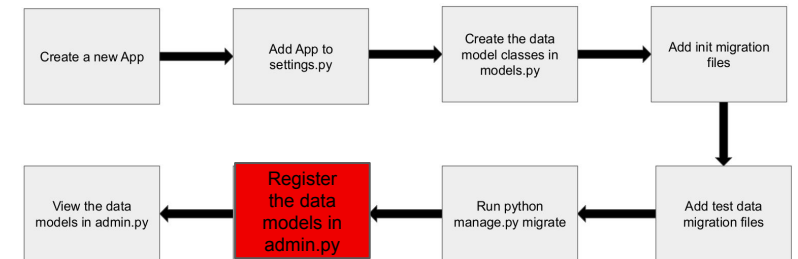 Create a new App
Add App to
settings.py
Create the data
model classes in
models.py
Add init migration
files
View the data
models in admin.py
Register
the data
models in
admin.py
Run python
manage.py migrate
Add test data
migration files